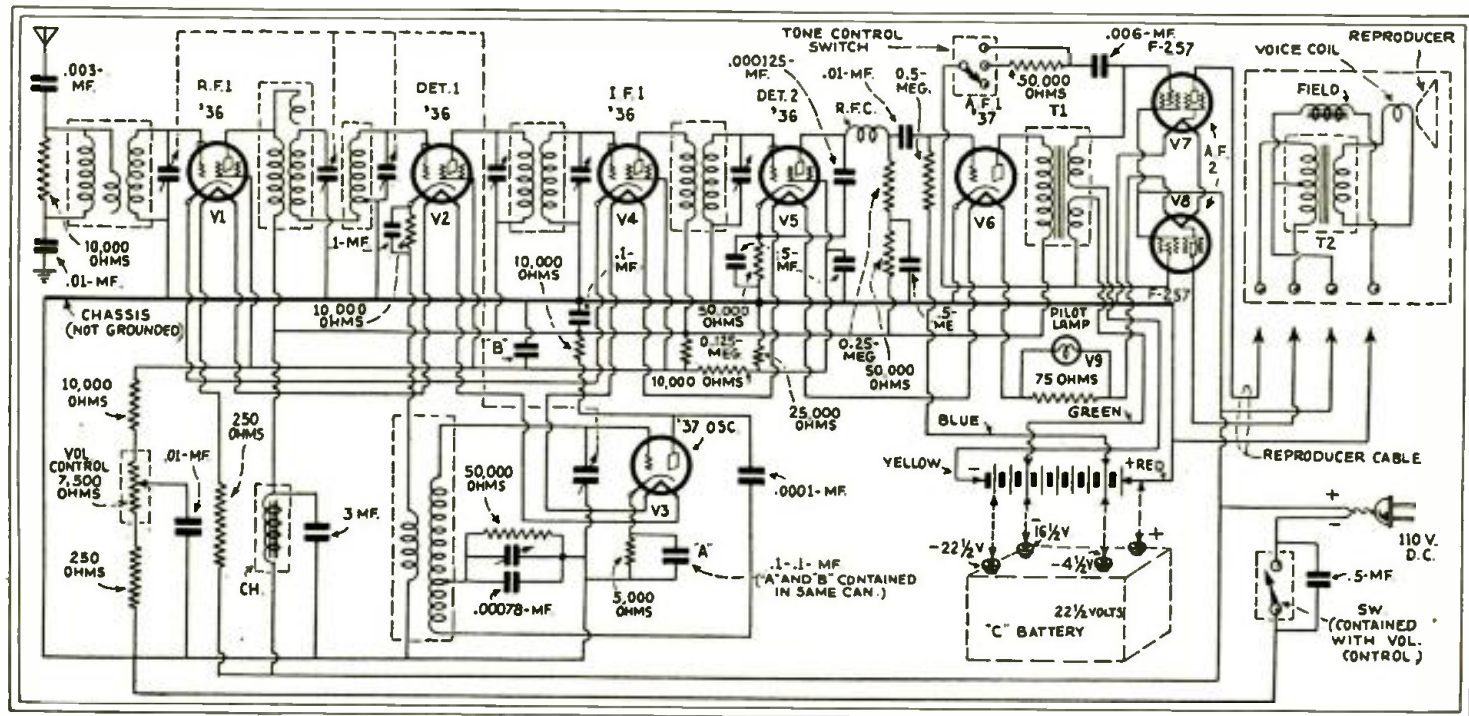 .003-
MF.
R.F.1
'36
DET.1
'36
I.F.1
'36
TONE CONTROL
SWITCH
.000125-
MF.
DET.2
'36
.01-MF.
R.F.C.
0.5-
MEG.
A.F.1
'37
50,000
OHMS
T1
.006-MF.
F-257
VOICE COIL
REPRODUCER
FIELD
V1
V2
V4
V5
V6
V7
A.F.
2
V8
F-257
T2
10,000
OHMS
.01-MF.
.1-MF.
10,000
OHMS
10,000
OHMS
.1-
MF
.5-
MF.
50,000
OHMS
0.125-
MEG
0.25-
MEG
50,000
OHMS
.5-
MF
PILOT
LAMP
V9
75 OHMS
GREEN
CHASSIS
(NOT GROUNDED)
"B"
10,000 OHMS
25,000
OHMS
BLUE
YELLOW
-
+RED
REPRODUCER CABLE
10,000
OHMS
VOL
CONTROL
7,500
OHMS
250
OHMS
.01-MF.
250
OHMS
CH.
3 MF.
50,000
OHMS
.00078-MF.
'37 OSC.
V3
5,000
OHMS
"A"
.0001-MF.
.1-.1-MF.
("A" AND "B" CONTAINED
IN SAME CAN.)
-22½V
-16½V
-4½V
+
22½ VOLTS
"C" BATTERY
+
-
110 V.
D.C.
.5-MF.
SW
(CONTAINED
WITH VOL.
CONTROL)